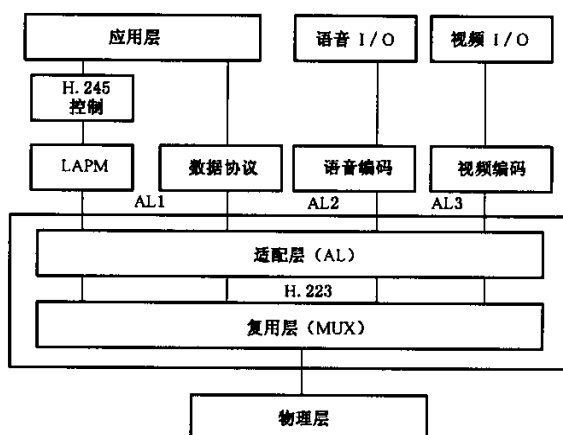 应用层
语音 I/O
视频 I/O
H.245
控制
LAPM
数据协议
语音编码
视频编码
AL1
AL2
AL3
适配层（AL）
H.223
复用层（MUX）
物理层